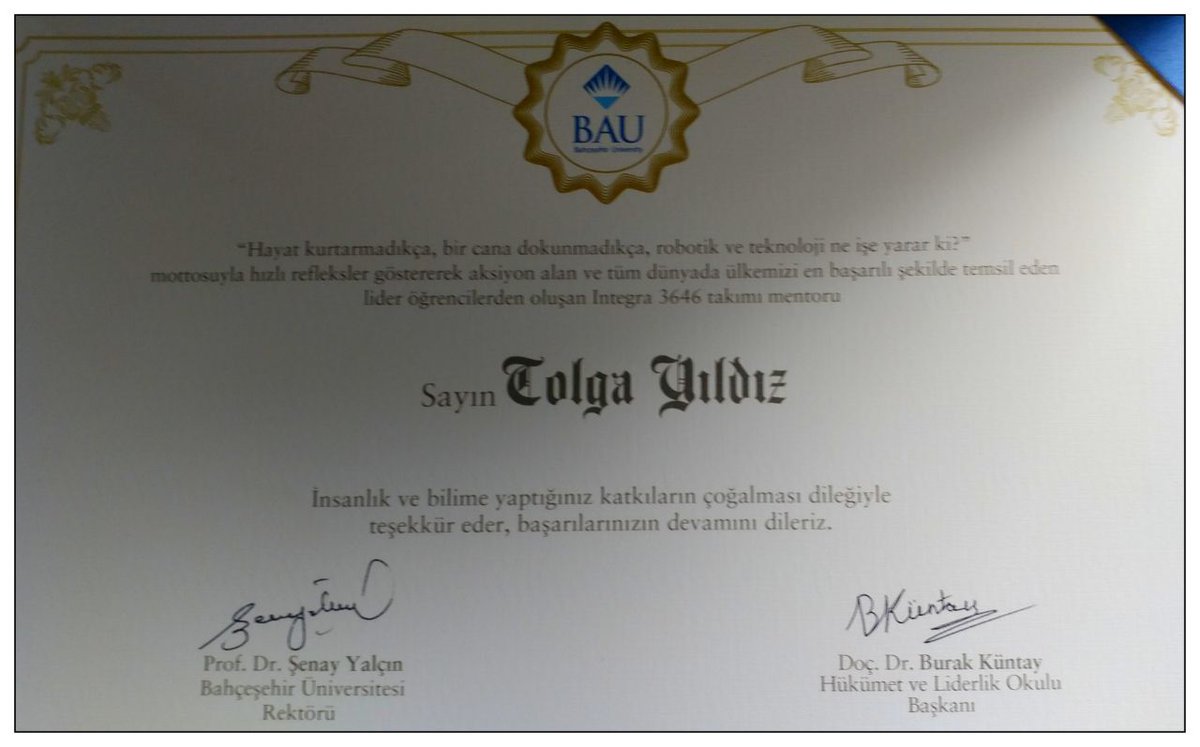 BAU
Bahçeşehir University
“Hayat kurtarmadıkça, bir cana dokunmadıkça, robotik ve teknoloji ne işe yarar ki?”
mottosuyla hızlı refleksler göstererek aksiyon alan ve tüm dünyada ülkemizi en başarılı şekilde temsil eden
lider öğrencilerden oluşan Integra 3646 takımı mentoru
Sayın Tolga Yıldız
İnsanlık ve bilime yaptığınız katkıların çoğalması dileğiyle
teşekkür eder, başarılarınızın devamını dileriz.
BKüntay
Prof. Dr. Şenay Yalçın
Bahçeşehir Üniversitesi
Rektörü
Doç. Dr. Burak Küntay
Hükümet ve Liderlik Okulu
Başkanı